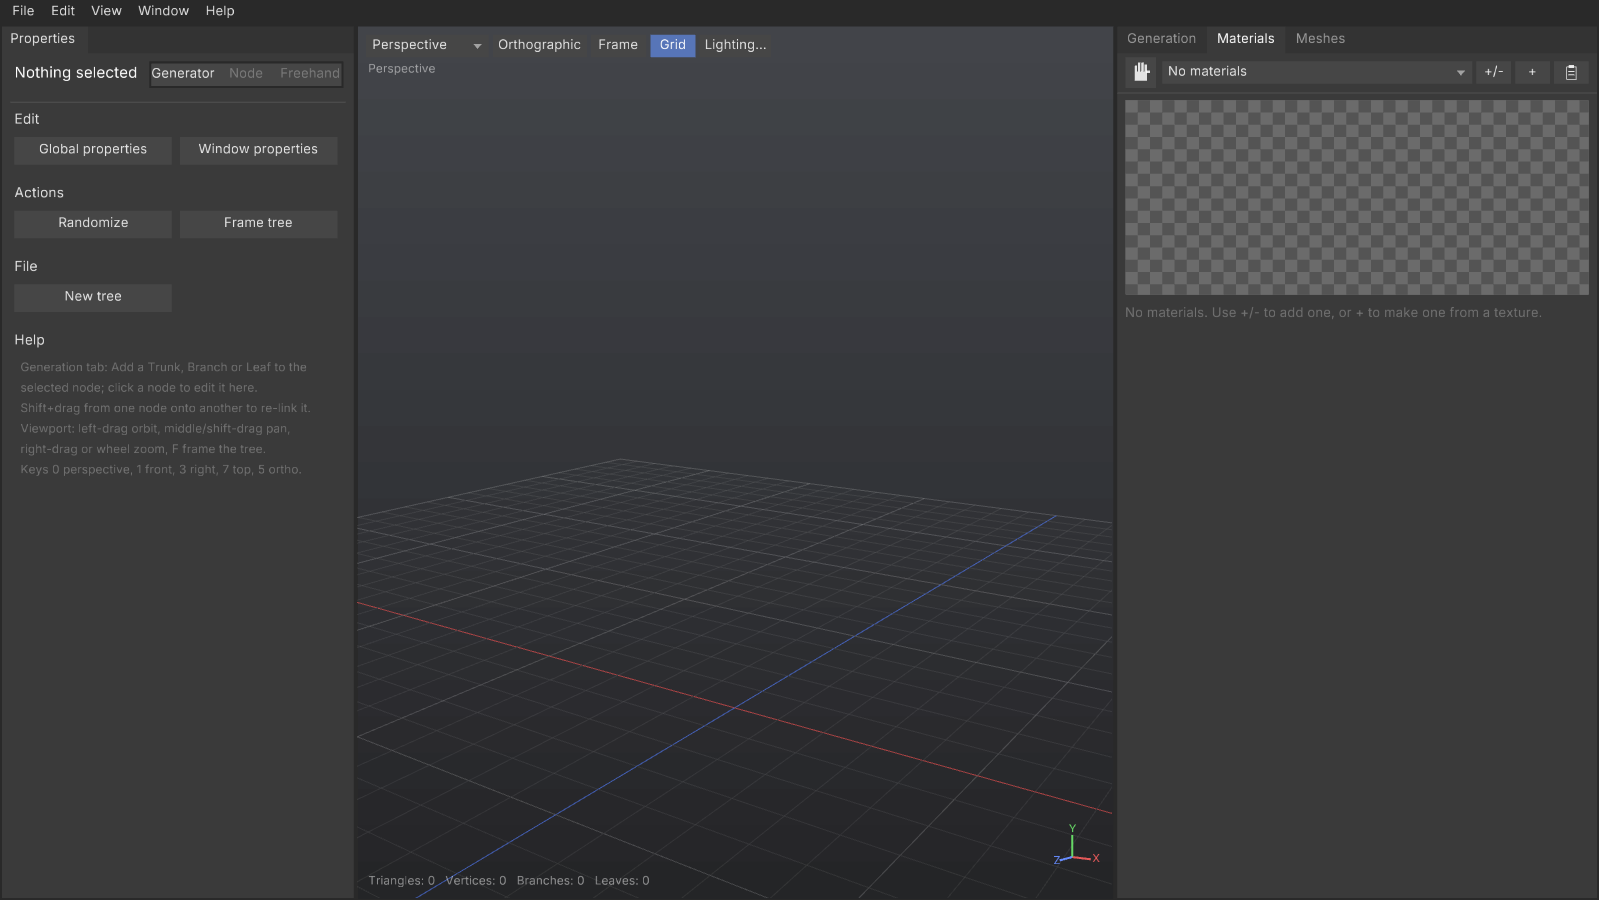 File Edit View Window Help
Properties
Nothing selected Generator Node Freehand
Edit
Global properties Window properties
Actions
Randomize Frame tree
File
New tree
Help
Generation tab: Add a Trunk, Branch or Leaf to the
selected node; click a node to edit it here.
Shift+drag from one node onto another to re-link it.
Viewport: left-drag orbit, middle/shift-drag pan,
right-drag or wheel zoom, F frame the tree.
Keys 0 perspective, 1 front, 3 right, 7 top, 5 ortho.
Perspective Orthographic Frame Grid Lighting...
Perspective
Y
Z X
Triangles: 0 Vertices: 0 Branches: 0 Leaves: 0
Generation Materials Meshes
No materials +/- +
No materials. Use +/- to add one, or + to make one from a texture.